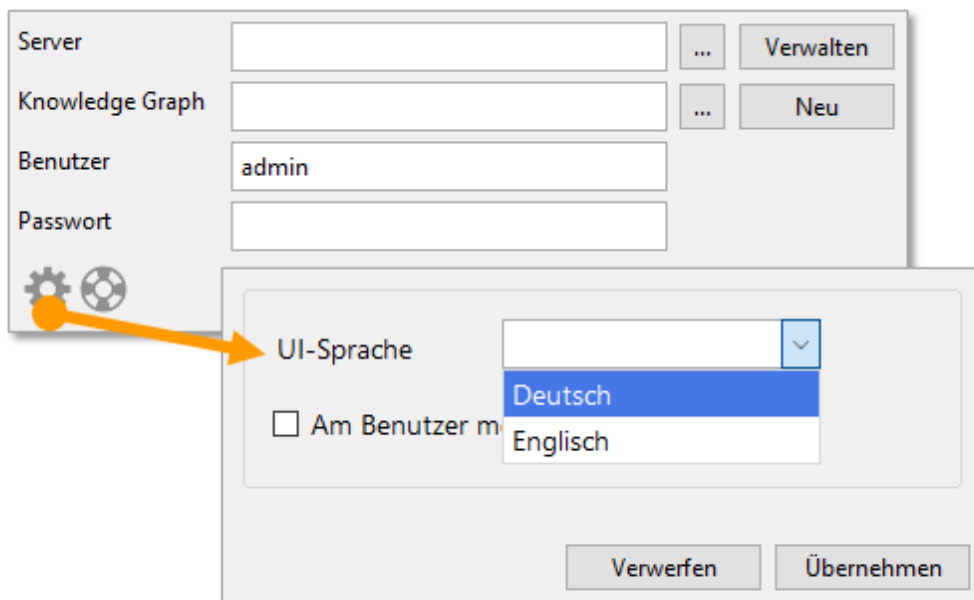 Server ... Verwalten
Knowledge Graph ... Neu
Benutzer admin
Passwort
UI-Sprache
Deutsch
Am Benutzer
Englisch
Verwerfen Übernehmen